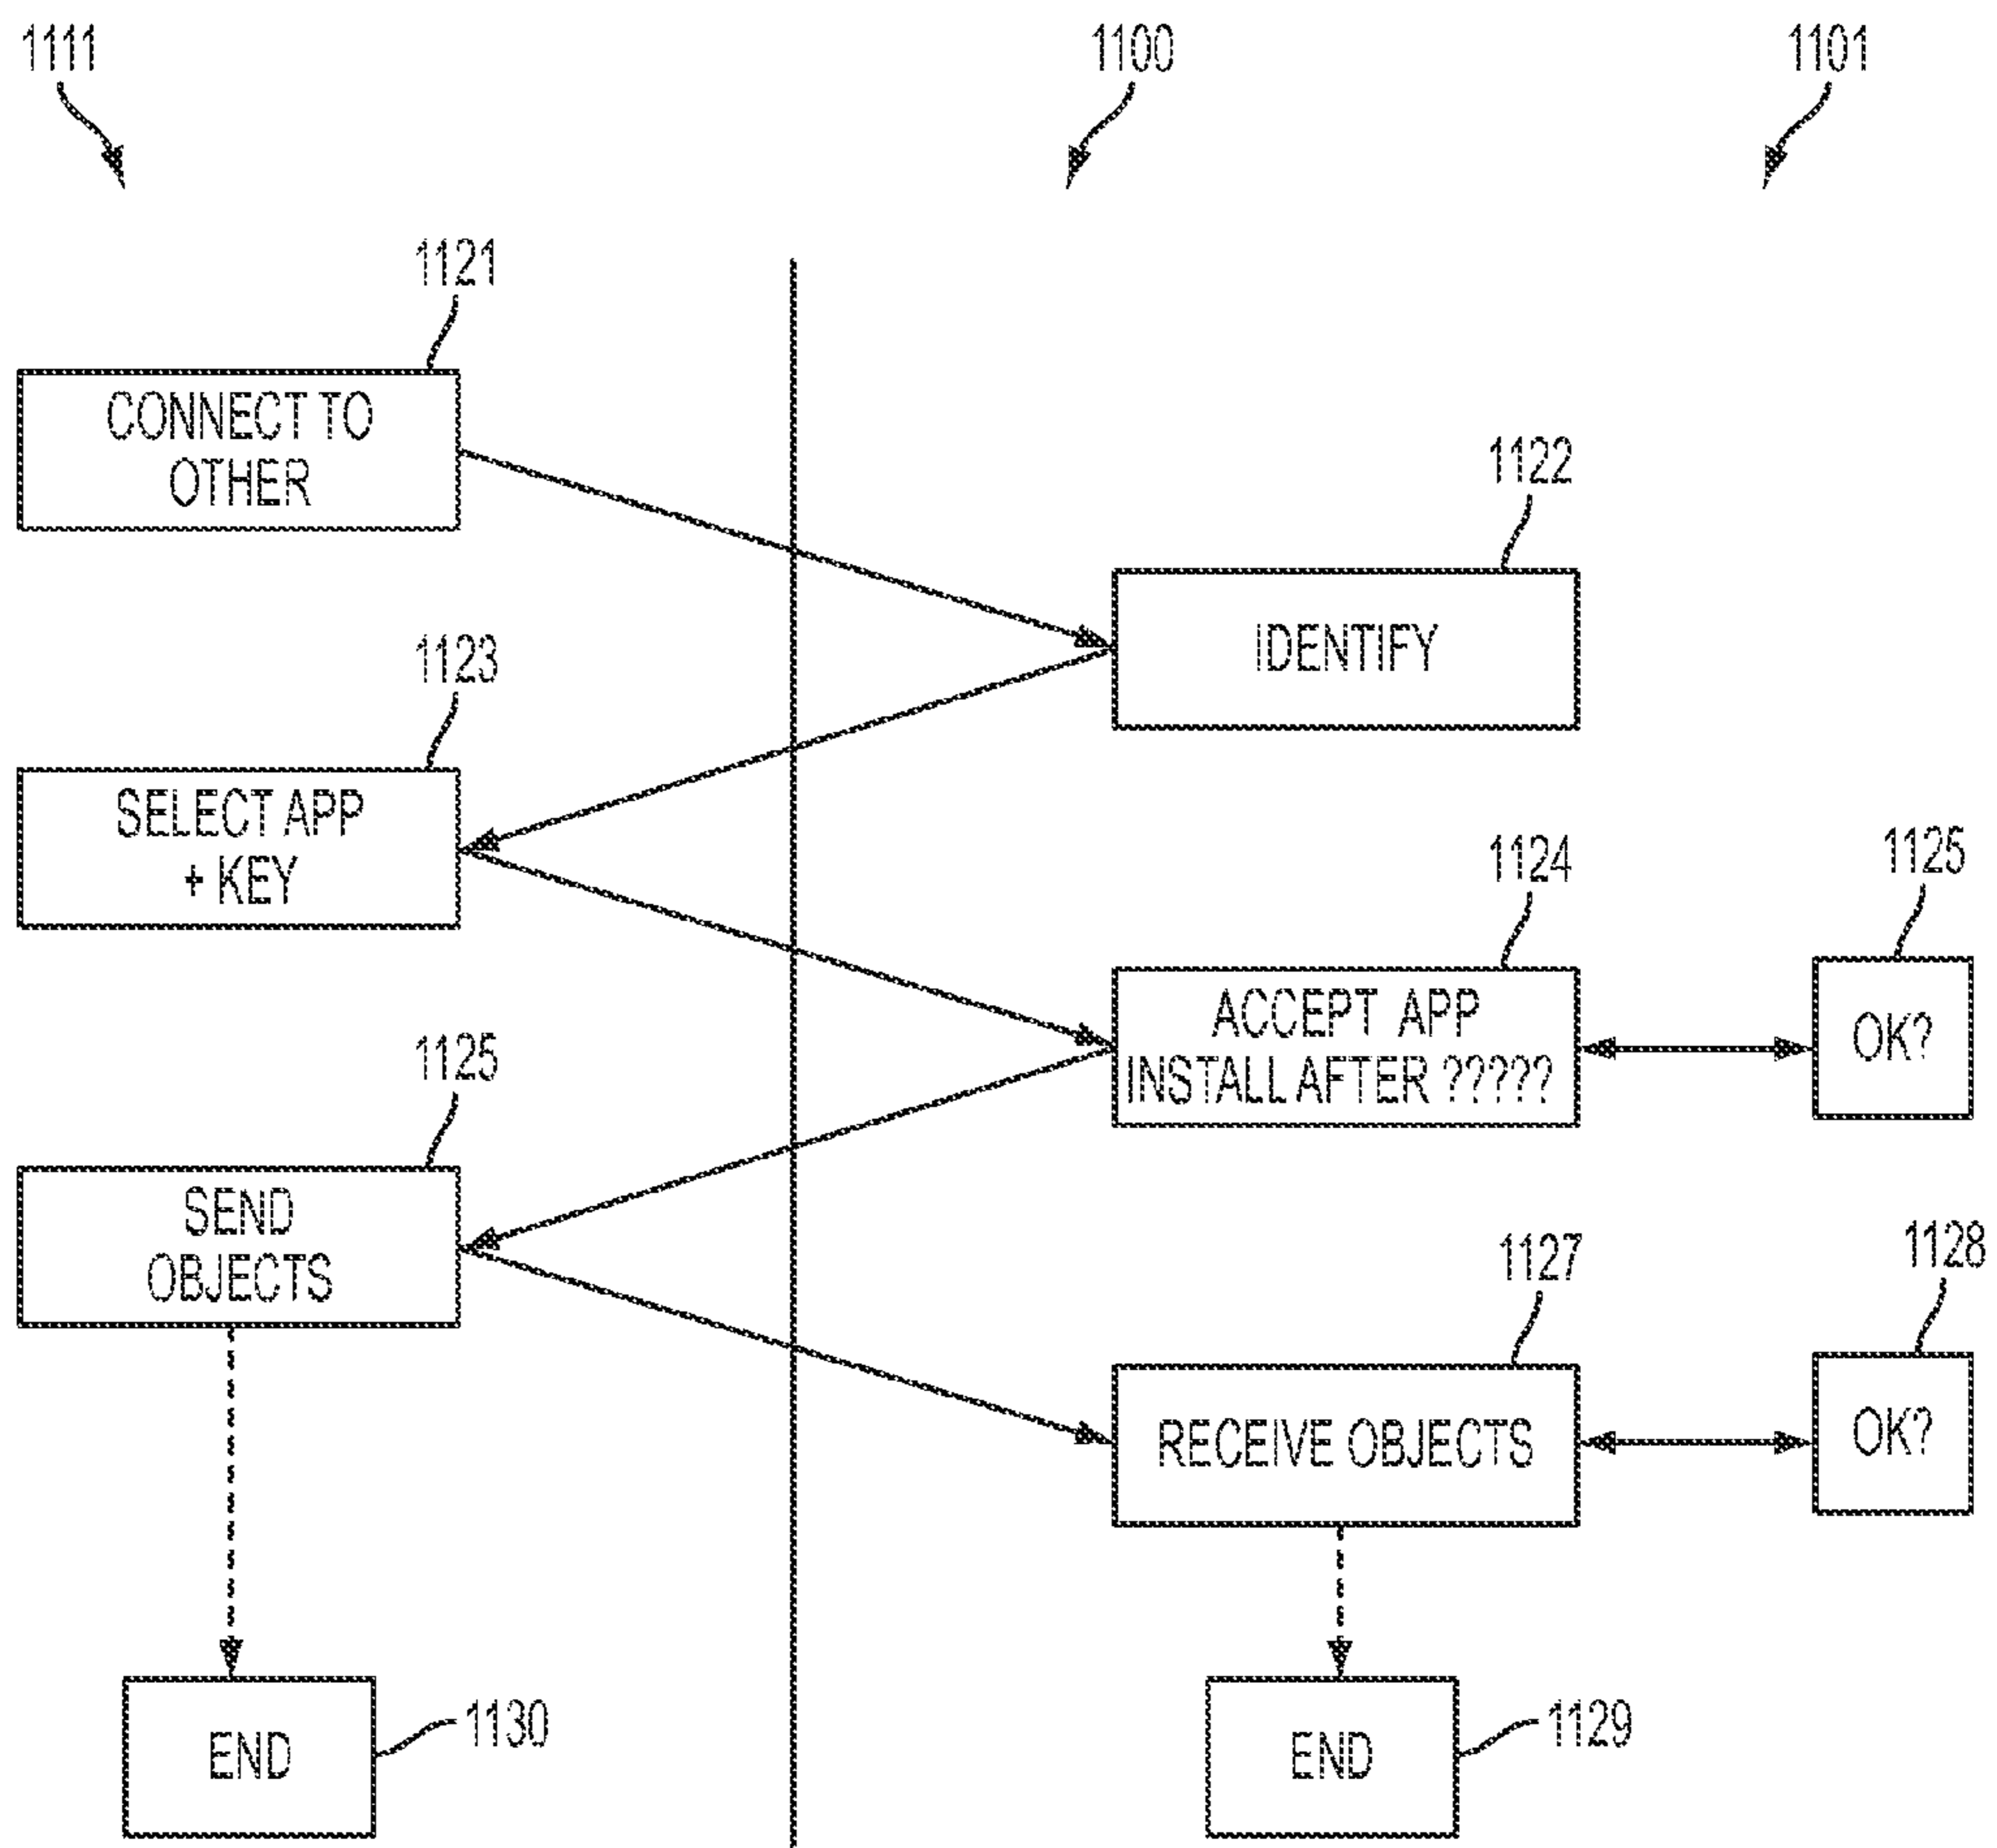 1111
1100
1101
1121
CONNECT TO
OTHER
1122
IDENTIFY
1123
SELECT APP
+ KEY
1124
1125
ACCEPT APP
INSTALL AFTER ?????
OK?
1125
SEND
OBJECTS
1127
1128
RECEIVE OBJECTS
OK?
END
1130
END
1129